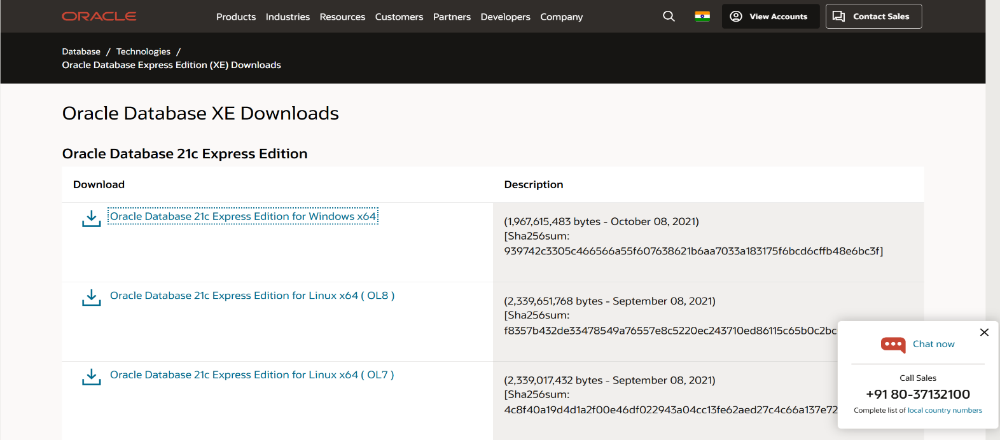 ORACLE
Products Industries Resources Customers Partners Developers Company
View Accounts
Contact Sales
Database / Technologies /
Oracle Database Express Edition (XE) Downloads
Oracle Database XE Downloads
Oracle Database 21c Express Edition
Download Description
Oracle Database 21c Express Edition for Windows x64
(1,967,615,483 bytes - October 08, 2021)
[Sha256sum:
939742c3305c466566a55f607638621b6aa7033a183175f6bcd6cffb48e6bc3f]
Oracle Database 21c Express Edition for Linux x64 ( OL8 )
(2,339,651,768 bytes - September 08, 2021)
[Sha256sum:
f8357b432de33478549a76557e8c5220ec243710ed86115c65b0c2bc
Oracle Database 21c Express Edition for Linux x64 ( OL7 )
(2,339,017,432 bytes - September 08, 2021)
[Sha256sum:
4c8f40a19d4d1a2f00e46df022943a04cc13fe62aed27c4c66a137e72
Chat now
Call Sales
+91 80-37132100
Complete list of local country numbers